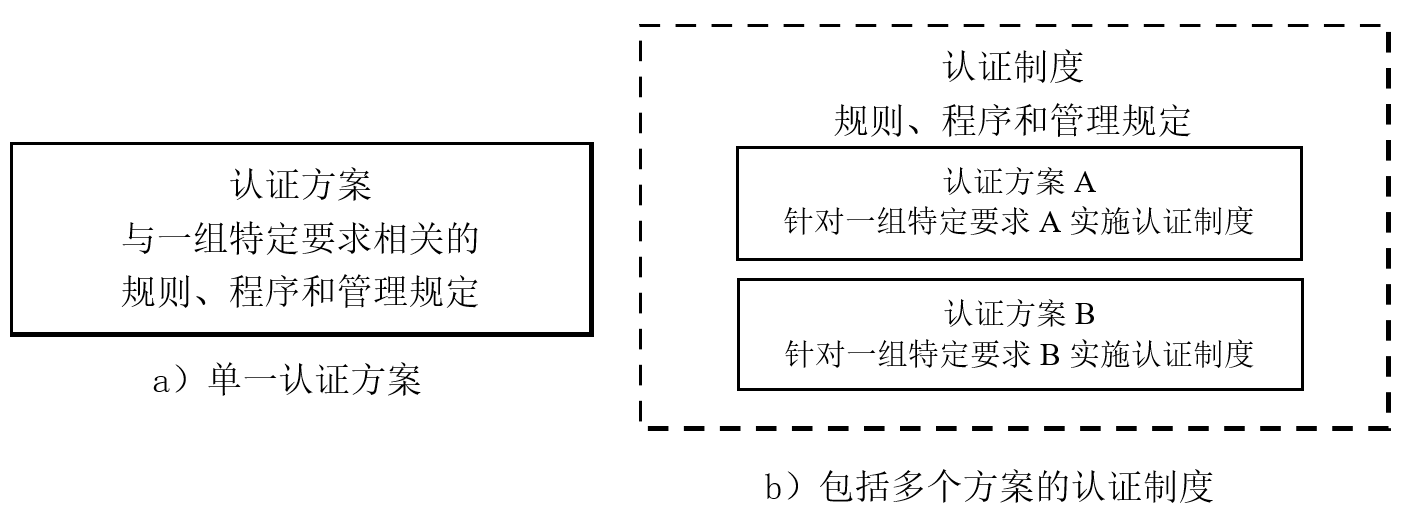 认证方案
与一组特定要求相关的
规则、程序和管理规定
a）单一认证方案
认证制度
规则、程序和管理规定
认证方案 A
针对一组特定要求 A 实施认证制度
认证方案 B
针对一组特定要求 B 实施认证制度
b）包括多个方案的认证制度